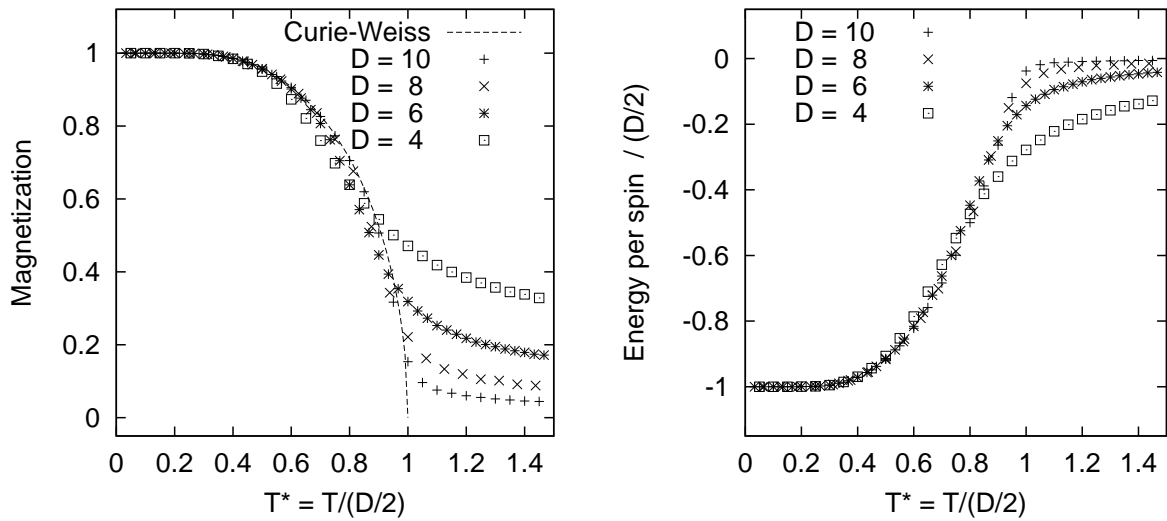 Magnetization
1
0.8
0.6
0.4
0.2
0
0 0.2 0.4 0.6 0.8 1 1.2 1.4
T* = T/(D/2)
Curie-Weiss
D = 10
D = 8
D = 6
D = 4
Energy per spin / (D/2)
0
-0.2
-0.4
-0.6
-0.8
-1
0 0.2 0.4 0.6 0.8 1 1.2 1.4
T* = T/(D/2)
D = 10
D = 8
D = 6
D = 4